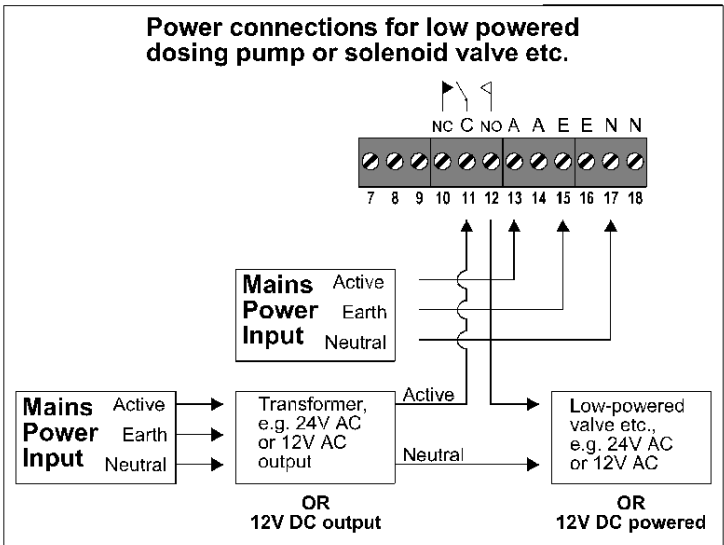 Power connections for low powered
dosing pump or solenoid valve etc.
NC C NO A A E E N N
7 8 9 10 11 12 13 14 15 16 17 18
Mains Power Input
Active
Earth
Neutral
Mains Power Input
Active
Earth
Neutral
Transformer,
e.g. 24V AC
or 12V AC
output
Active
Neutral
Low-powered
valve etc.,
e.g. 24V AC
or 12V AC
OR
12V DC output
OR
12V DC powered